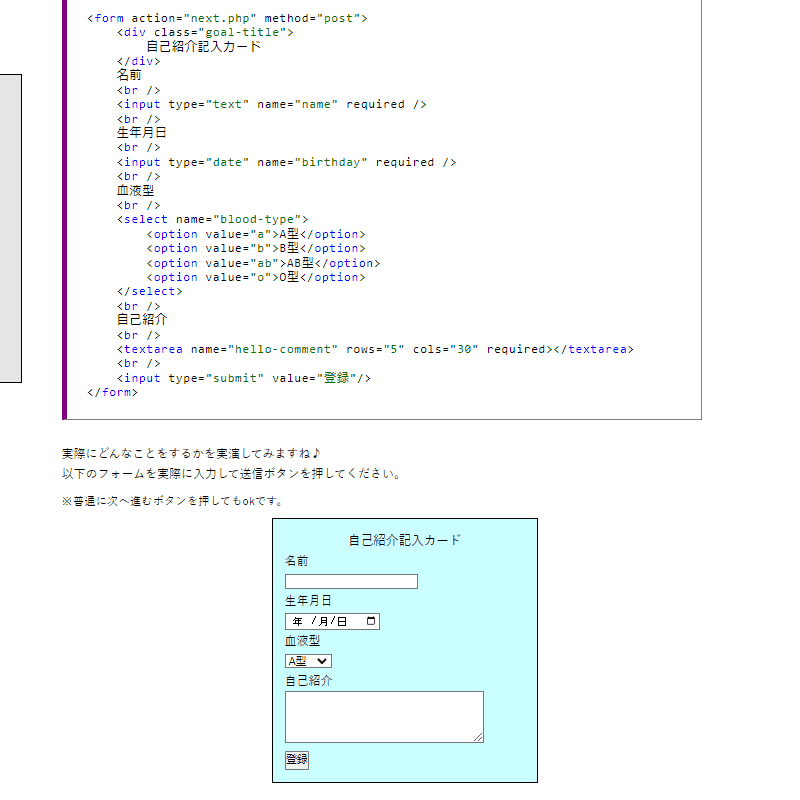 <form action="next.php" method="post">
<div class="goal-title">
自己紹介記入カード
</div>
名前
<br />
<input type="text" name="name" required />
<br />
生年月日
<br />
<input type="date" name="birthday" required />
<br />
血液型
<br />
<select name="blood-type">
<option value="a">A型</option>
<option value="b">B型</option>
<option value="ab">AB型</option>
<option value="o">O型</option>
</select>
<br />
自己紹介
<br />
<textarea name="hello-comment" rows="5" cols="30" required></textarea>
<br />
<input type="submit" value="登録"/>
</form>
実際にどんなことをするかを実演してみますね♪
以下のフォームを実際に入力して送信ボタンを押してください。
※普通に次へ進むボタンを押してもokです。
自己紹介記入カード
名前
生年月日
年 /月/日
血液型
A型
自己紹介
登録